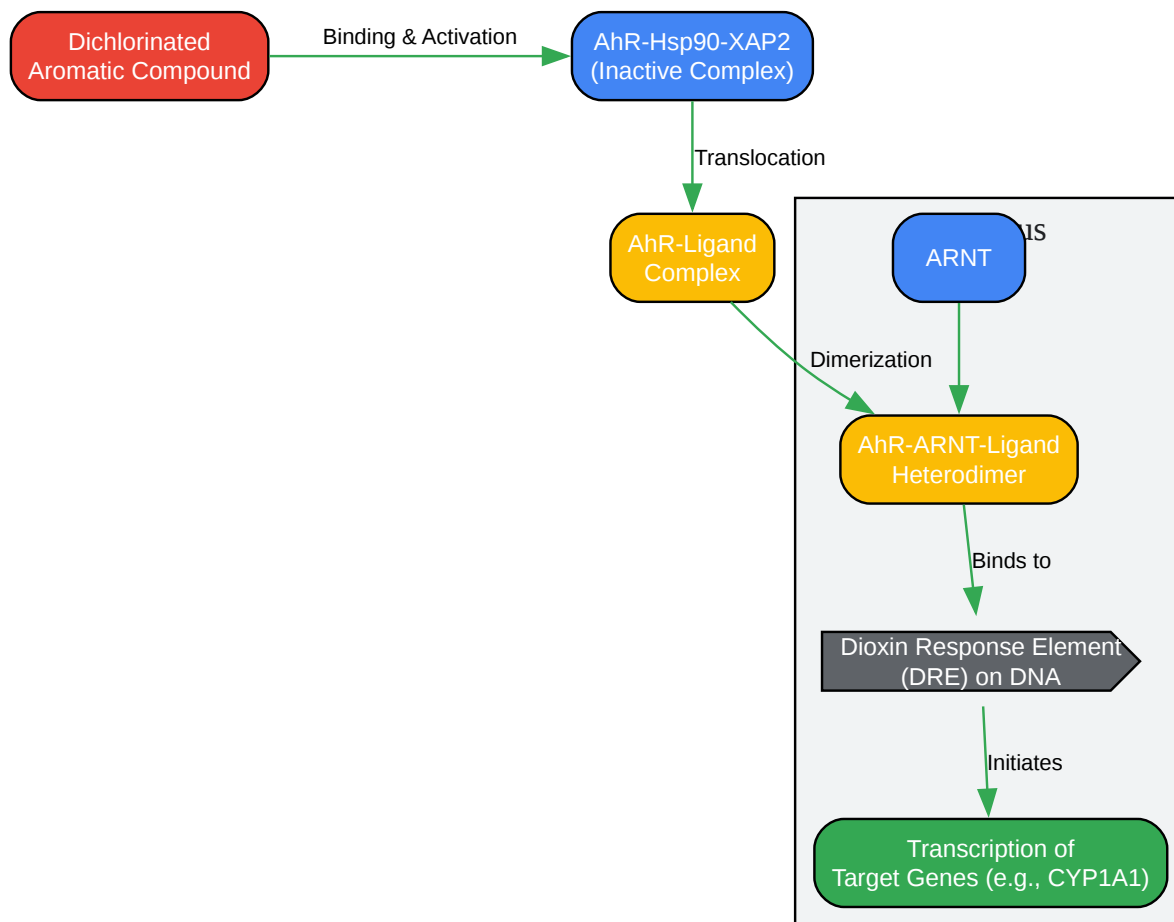 Dichlorinated
Aromatic Compound
Binding & Activation
AhR-Hsp90-XAP2
(Inactive Complex)
Translocation
AhR-Ligand
Complex
ARNT
Dimerization
AhR-ARNT-Ligand
Heterodimer
Binds to
Dioxin Response Element
(DRE) on DNA
Initiates
Transcription of
Target Genes (e.g., CYP1A1)